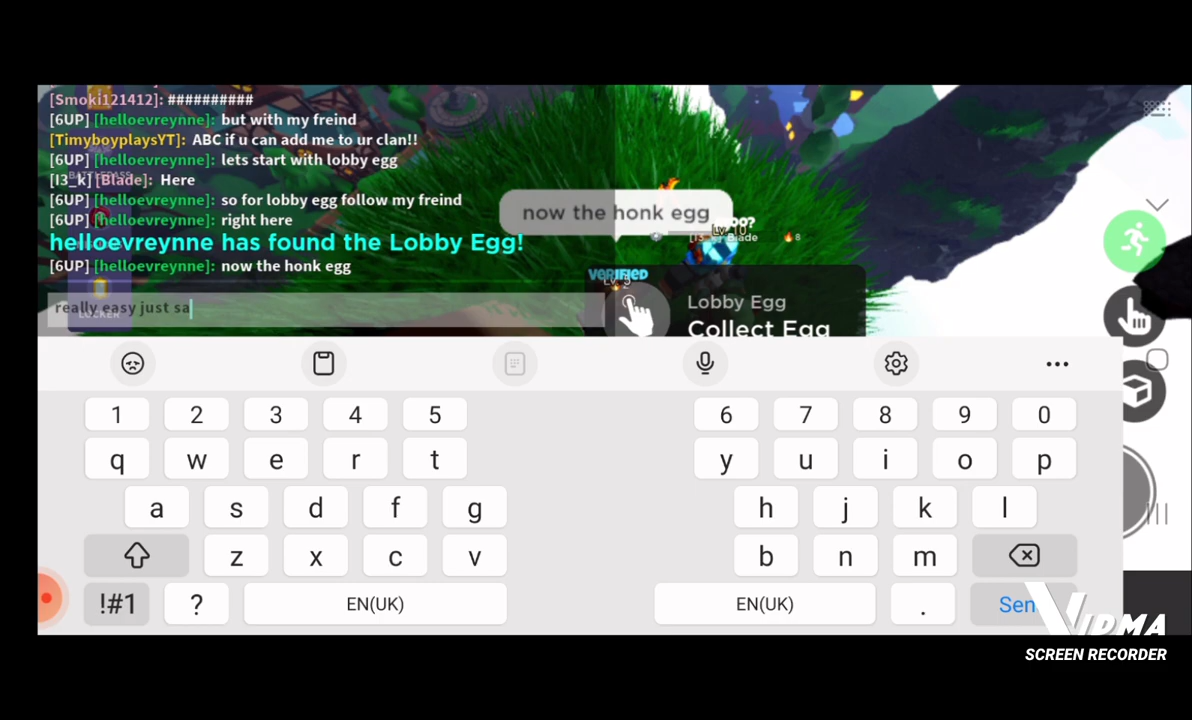 [Smoki121412]: ##########
[6UP] [helloevreynne]: but with my freind
[TimyboyplaysYT]: ABC if u can add me to ur clan!!
[6UP] [helloevreynne]: lets start with lobby egg
[I3_k] [Blade]: Here
[6UP] [helloevreynne]: so for lobby egg follow my freind
[6UP] [helloevreynne]: right here
helloevreynne has found the Lobby Egg!
[6UP] [helloevreynne]: now the honk egg
really easy just sa
LOCKER
now the honk egg
Blade
8
VERIFIED
Lobby Egg
Collect Egg
1 2 3 4 5 6 7 8 9 0
q w e r t y u i o p
a s d f g h j k l
z x c v b n m
!#1 ? EN(UK) EN(UK) .
VIDMA
SCREEN RECORDER